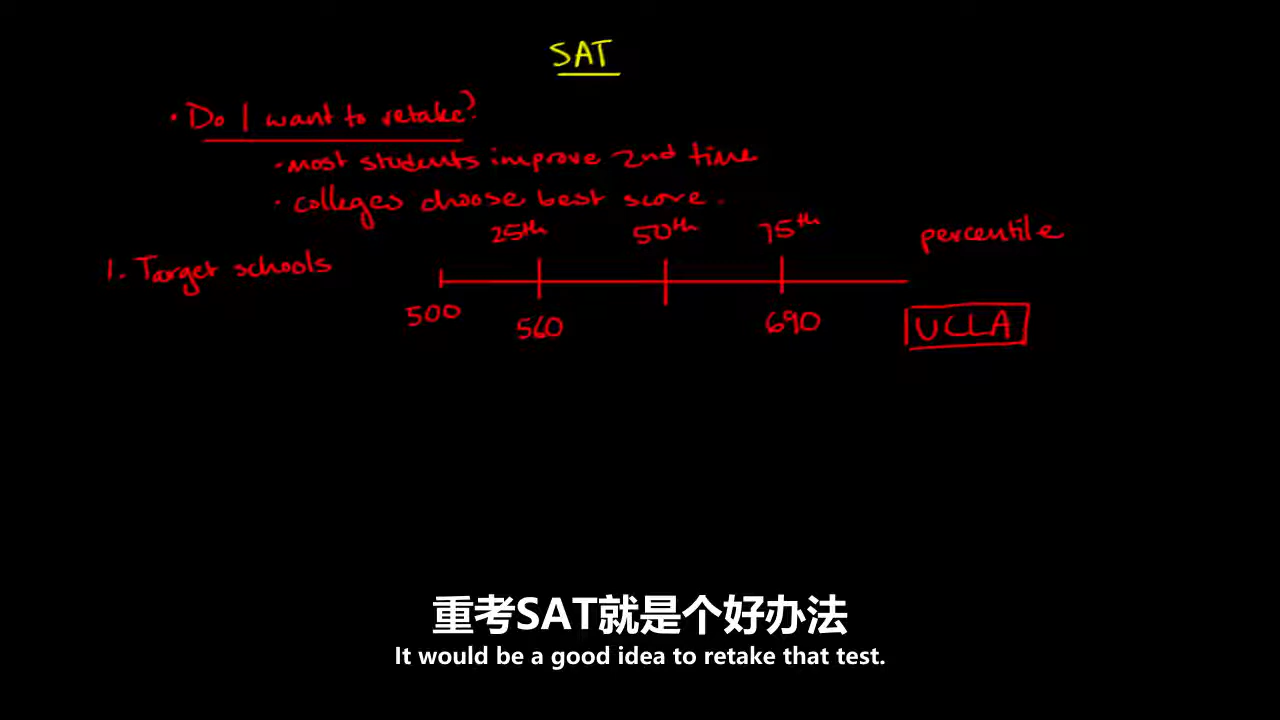 SAT
• Do I want to retake?
• most students improve 2nd time
• colleges choose best score.
25th 50th 75th percentile
1. Target schools
500 560 690 UCLA
重考SAT就是个好办法
It would be a good idea to retake that test.